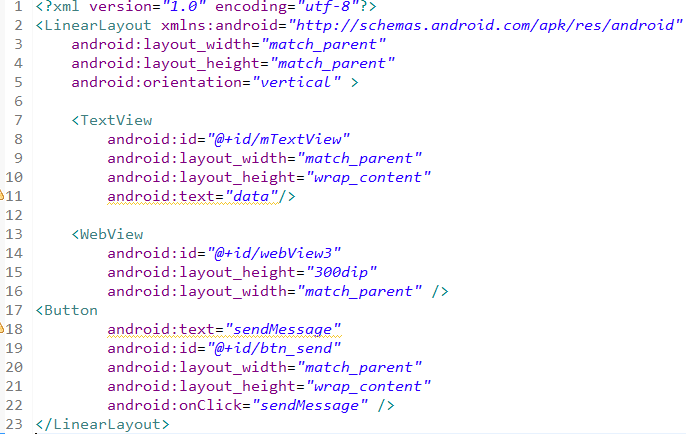 1 <?xml version="1.0" encoding="utf-8"?>
2 <LinearLayout xmlns:android="http://schemas.android.com/apk/res/android"
3     android:layout_width="match_parent"
4     android:layout_height="match_parent"
5     android:orientation="vertical" >
6
7     <TextView
8         android:id="@+id/mTextView"
9         android:layout_width="match_parent"
10         android:layout_height="wrap_content"
11         android:text="data"/>
12
13     <WebView
14         android:id="@+id/webView3"
15         android:layout_height="300dip"
16         android:layout_width="match_parent" />
17 <Button
18         android:text="sendMessage"
19         android:id="@+id/btn_send"
20         android:layout_width="match_parent"
21         android:layout_height="wrap_content"
22         android:onClick="sendMessage" />
23 </LinearLayout>